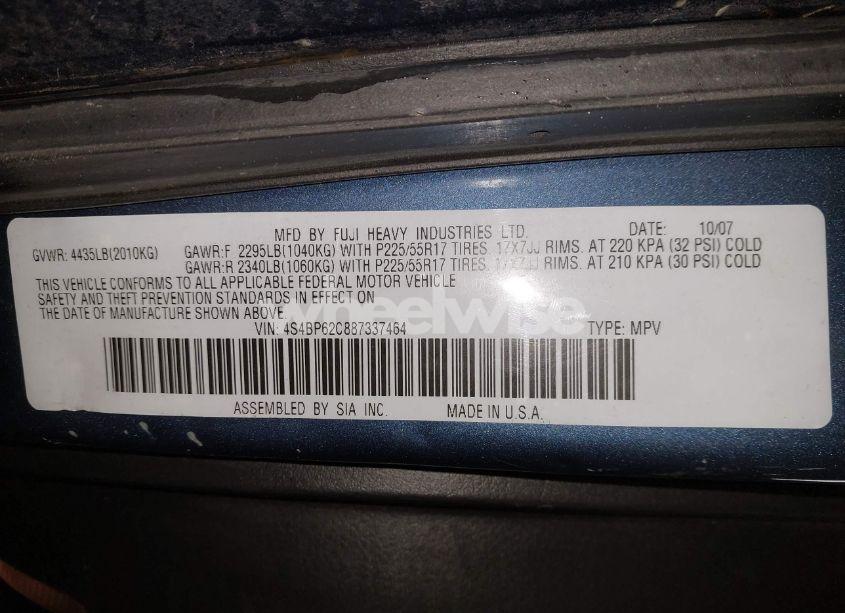 MFD BY FUJI HEAVY INDUSTRIES LTD. DATE: 10/07
GVWR: 4435LB(2010KG) GAWR:F 2295LB(1040KG) WITH P225/55R17 TIRES. 17X7JJ RIMS. AT 220 KPA (32 PSI) COLD
GAWR:R 2340LB(1060KG) WITH P225/55R17 TIRES. 17X7JJ RIMS. AT 210 KPA (30 PSI) COLD
THIS VEHICLE CONFORMS TO ALL APPLICABLE FEDERAL MOTOR VEHICLE
SAFETY AND THEFT PREVENTION STANDARDS IN EFFECT ON
THE DATE OF MANUFACTURE SHOWN ABOVE.
wheelwise
VIN: 4S4BP62C887337464 TYPE: MPV
ASSEMBLED BY SIA INC. MADE IN U.S.A.